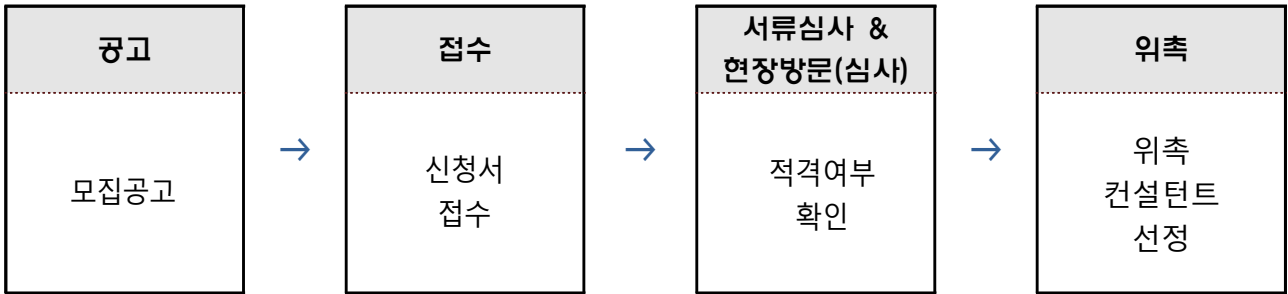 공고
모집공고
→
접수
신청서
접수
→
서류심사 &
현장방문(심사)
적격여부
확인
→
위촉
위촉
컨설턴트
선정